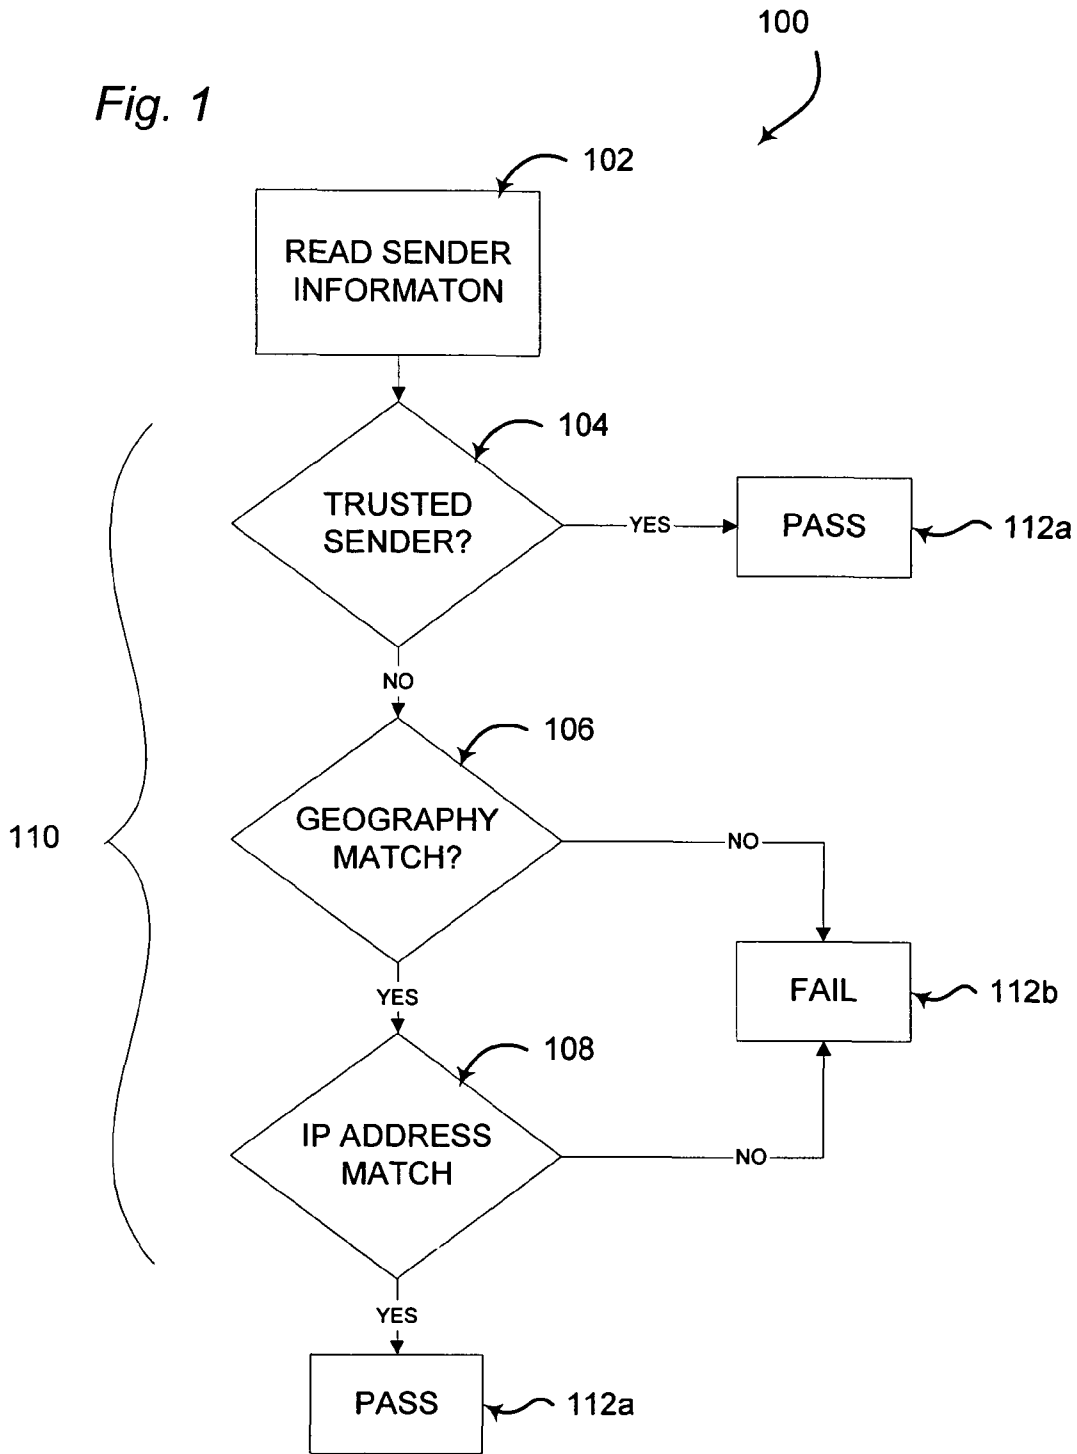 100
Fig. 1
102
READ SENDER
INFORMATON
104
TRUSTED
SENDER?
YES
PASS
112a
NO
106
GEOGRAPHY
MATCH?
NO
110
FAIL
112b
YES
108
IP ADDRESS
MATCH
NO
YES
PASS
112a